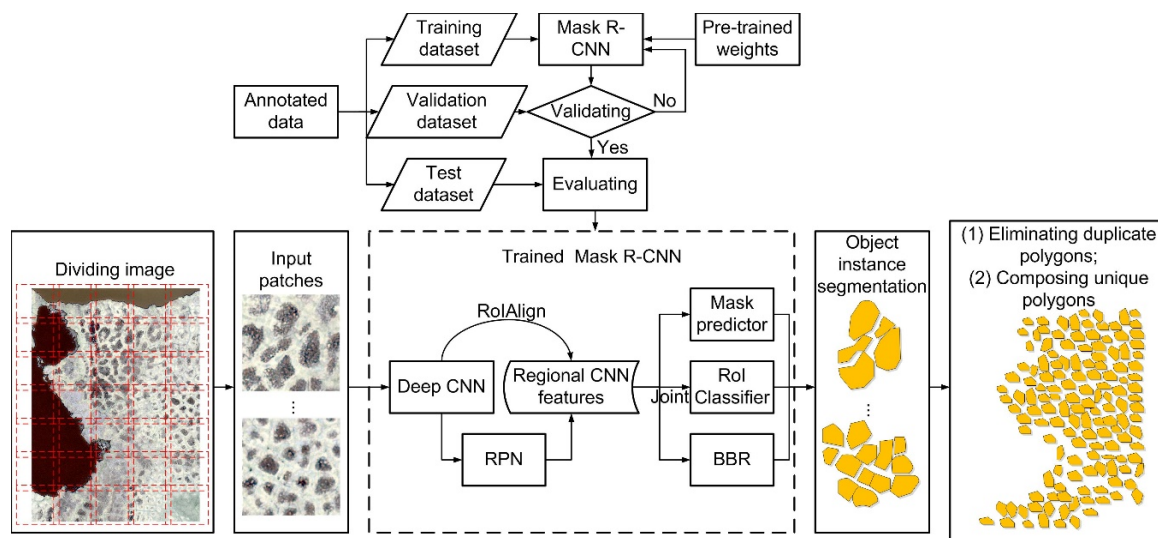 Training
dataset
Mask R-
CNN
Pre-trained
weights
Annotated
data
Validation
dataset
Validating
No
Yes
Test
dataset
Evaluating
Dividing image
Input
patches
...
Trained Mask R-CNN
RoIAlign
Deep CNN
Regional CNN
features
RPN
Joint
Mask
predictor
RoI
Classifier
BBR
Object
instance
segmentation
...
(1) Eliminating duplicate
polygons;
(2) Composing unique
polygons